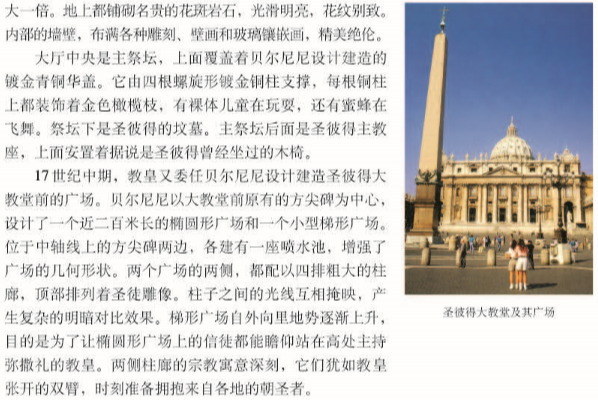 大一倍。地上都铺砌名贵的花斑岩石，光滑明亮，花纹别致。
内部的墙壁，布满各种雕刻、壁画和玻璃镶嵌画，精美绝伦。
大厅中央是主祭坛，上面覆盖着贝尔尼尼设计建造的
镀金青铜华盖。它由四根螺旋形镀金铜柱支撑，每根铜柱
上都装饰着金色橄榄枝，有裸体儿童在玩耍，还有蜜蜂在
飞舞。祭坛下是圣彼得的坟墓。主祭坛后面是圣彼得主教
座，上面安置着据说是圣彼得曾经坐过的木椅。
17世纪中期，教皇又委任贝尔尼尼设计建造圣彼得大
教堂前的广场。贝尔尼尼以大教堂前原有的方尖碑为中心，
设计了一个近二百米长的椭圆形广场和一个小型梯形广场。
位于中轴线上的方尖碑两边，各建有一座喷水池，增强了
广场的几何形状。两个广场的两侧，都配以四排粗大的柱
廊，顶部排列着圣徒雕像。柱子之间的光线互相掩映，产
生复杂的明暗对比效果。梯形广场自外向里地势逐渐上升，
目的是为了让椭圆形广场上的信徒都能瞻仰站在高处主持
弥撒礼的教皇。两侧柱廊的宗教寓意深刻，它们犹如教皇
张开的双臂，时刻准备拥抱来自各地的朝圣者。
圣彼得大教堂及其广场